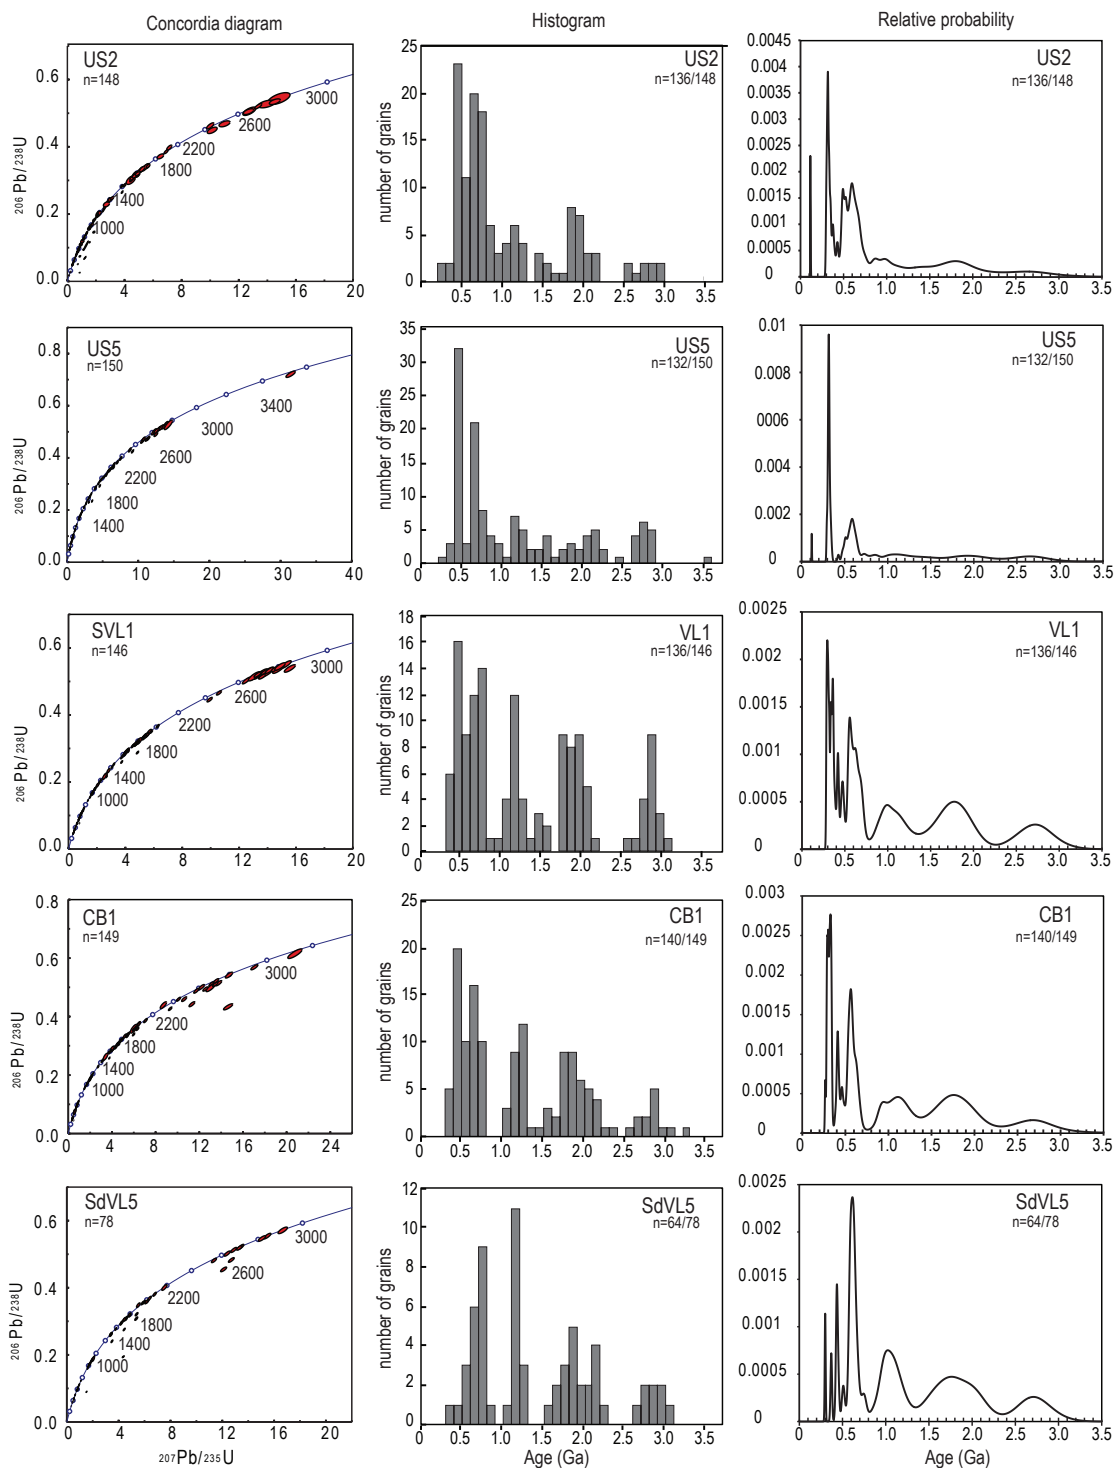 Concordia diagram
Histogram
Relative probability
US2
n=148
206Pb/238U
0.6
0.4
0.2
0.0
1000
1400
1800
2200
2600
3000
0 4 8 12 16 20
US2
n=136/148
number of grains
25
20
15
10
5
0
0.5 1.0 1.5 2.0 2.5 3.0 3.5
US2
n=136/148
0.0045
0.004
0.0035
0.003
0.0025
0.002
0.0015
0.001
0.0005
0
0 0.5 1.0 1.5 2.0 2.5 3.0 3.5
US5
n=150
206Pb/238U
0.8
0.6
0.4
0.2
0.0
1400
1800
2200
2600
3000
3400
0 10 20 30 40
US5
n=132/150
number of grains
35
30
25
20
15
10
5
0
0 0.5 1.0 1.5 2.0 2.5 3.0 3.5
US5
n=132/150
0.01
0.008
0006
0.004
0.002
0
0 0.5 1.0 1.5 2.0 2.5 3.0 3.5
SVL1
n=146
206Pb/238U
0.6
0.4
0.2
0.0
1000
1400
1800
2200
2600
3000
0 4 8 12 16 20
VL1
n=136/146
number of grains
18
16
14
12
10
8
6
4
2
0
0 0.5 1.0 1.5 2.0 2.5 3.0 3.5
VL1
n=136/146
0.0025
0.002
0.0015
0.001
0.0005
0
0 0.5 1.0 1.5 2.0 2.5 3.0 3.5
CB1
n=149
206Pb/238U
0.8
0.6
0.4
0.2
0.0
1000
1400
1800
2200
3000
0 4 8 12 16 20 24
CB1
n=140/149
number of grains
25
20
15
10
5
0
0 0.5 1.0 1.5 2.0 2.5 3.0 3.5
CB1
n=140/149
0.003
0.0025
0.002
0.0015
0.001
0.0005
0
0 0.5 1.0 1.5 2.0 2.5 3.0 3.5
SdVL5
n=78
206Pb/238U
0.6
0.4
0.2
0.0
1000
1400
1800
2200
2600
3000
0 4 8 12 16 20
207Pb/235U
SdVL5
n=64/78
number of grains
12
10
8
6
4
2
0
0 0.5 1.0 1.5 2.0 2.5 3.0 3.5
Age (Ga)
SdVL5
n=64/78
0.0025
0.002
0.0015
0.001
0.0005
0
0 0.5 1.0 1.5 2.0 2.5 3.0 3.5
Age (Ga)